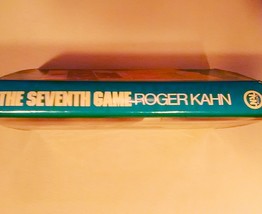 THE SEVENTH GAME ROGER KAHN